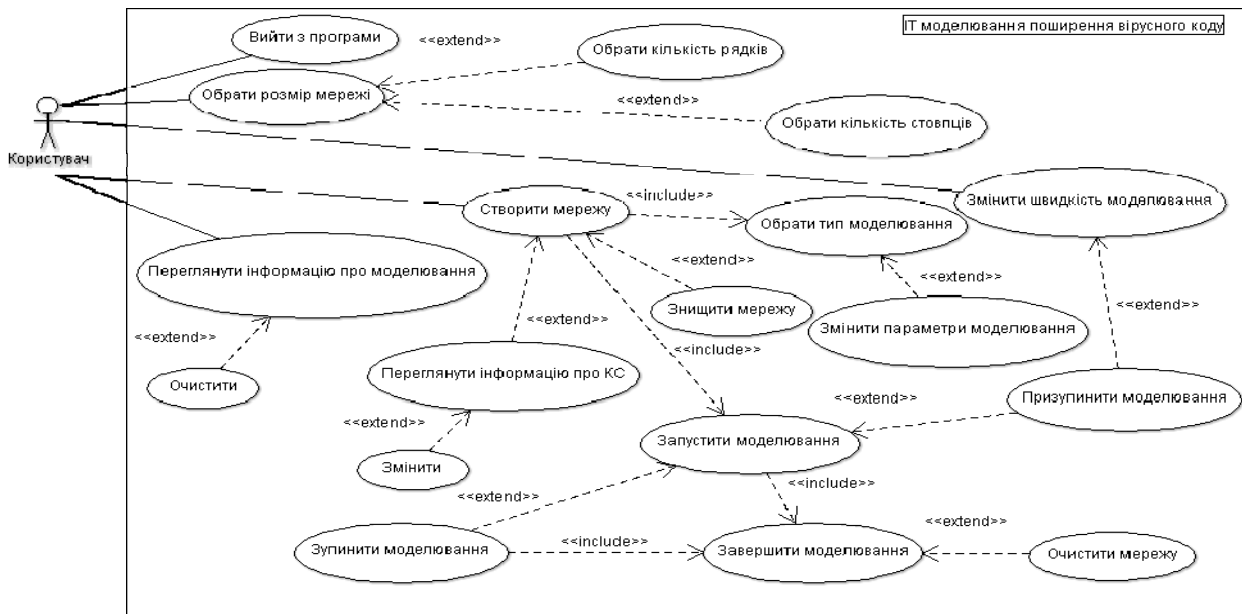 ІТ моделювання поширення вірусного коду
Вийти з програми
<<extend>>
Обрати кількість рядків
Обрати розмір мережі
<<extend>>
Обрати кількість стовпців
Користувач
Створити мережу
<<include>>
Обрати тип моделювання
Змінити швидкість моделювання
Переглянути інформацію про моделювання
<<extend>>
<<extend>>
Знищити мережу
Змінити параметри моделювання
<<extend>>
<<extend>>
<<include>>
Очистити
Переглянути інформацію про КС
Призупинити моделювання
<<extend>>
<<extend>>
Запустити моделювання
Змінити
<<include>>
<<extend>>
<<extend>>
<<include>>
Зупинити моделювання
Завершити моделювання
Очистити мережу